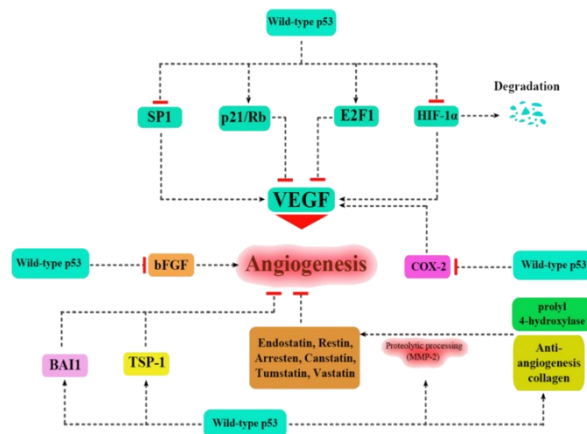 Wild-type p53
Degradation
SP1
p21/Rb
E2F1
HIF-1α
VEGF
Wild-type p53
bFGF
Angiogenesis
COX-2
Wild-type p53
prolyl
4-hydroxylase
Endostatin, Restin,
Arresten, Canstatin,
Tumstatin, Vastatin
Proteolytic processing
(MMP-2)
Anti-
angiogenesis
collagen
BAI1
TSP-1
Wild-type p53